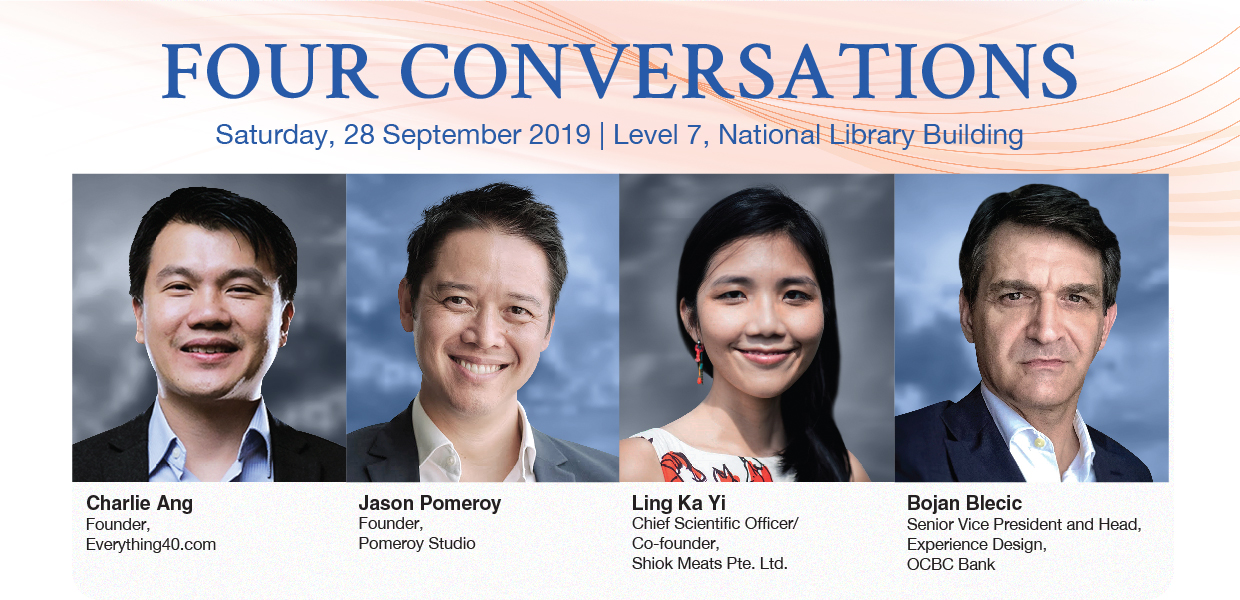 FOUR CONVERSATIONS
Saturday, 28 September 2019 | Level 7, National Library Building
Charlie Ang
Founder,
Everything40.com
Jason Pomeroy
Founder,
Pomeroy Studio
Ling Ka Yi
Chief Scientific Officer/
Co-founder,
Shiok Meats Pte. Ltd.
Bojan Blecic
Senior Vice President and Head,
Experience Design,
OCBC Bank